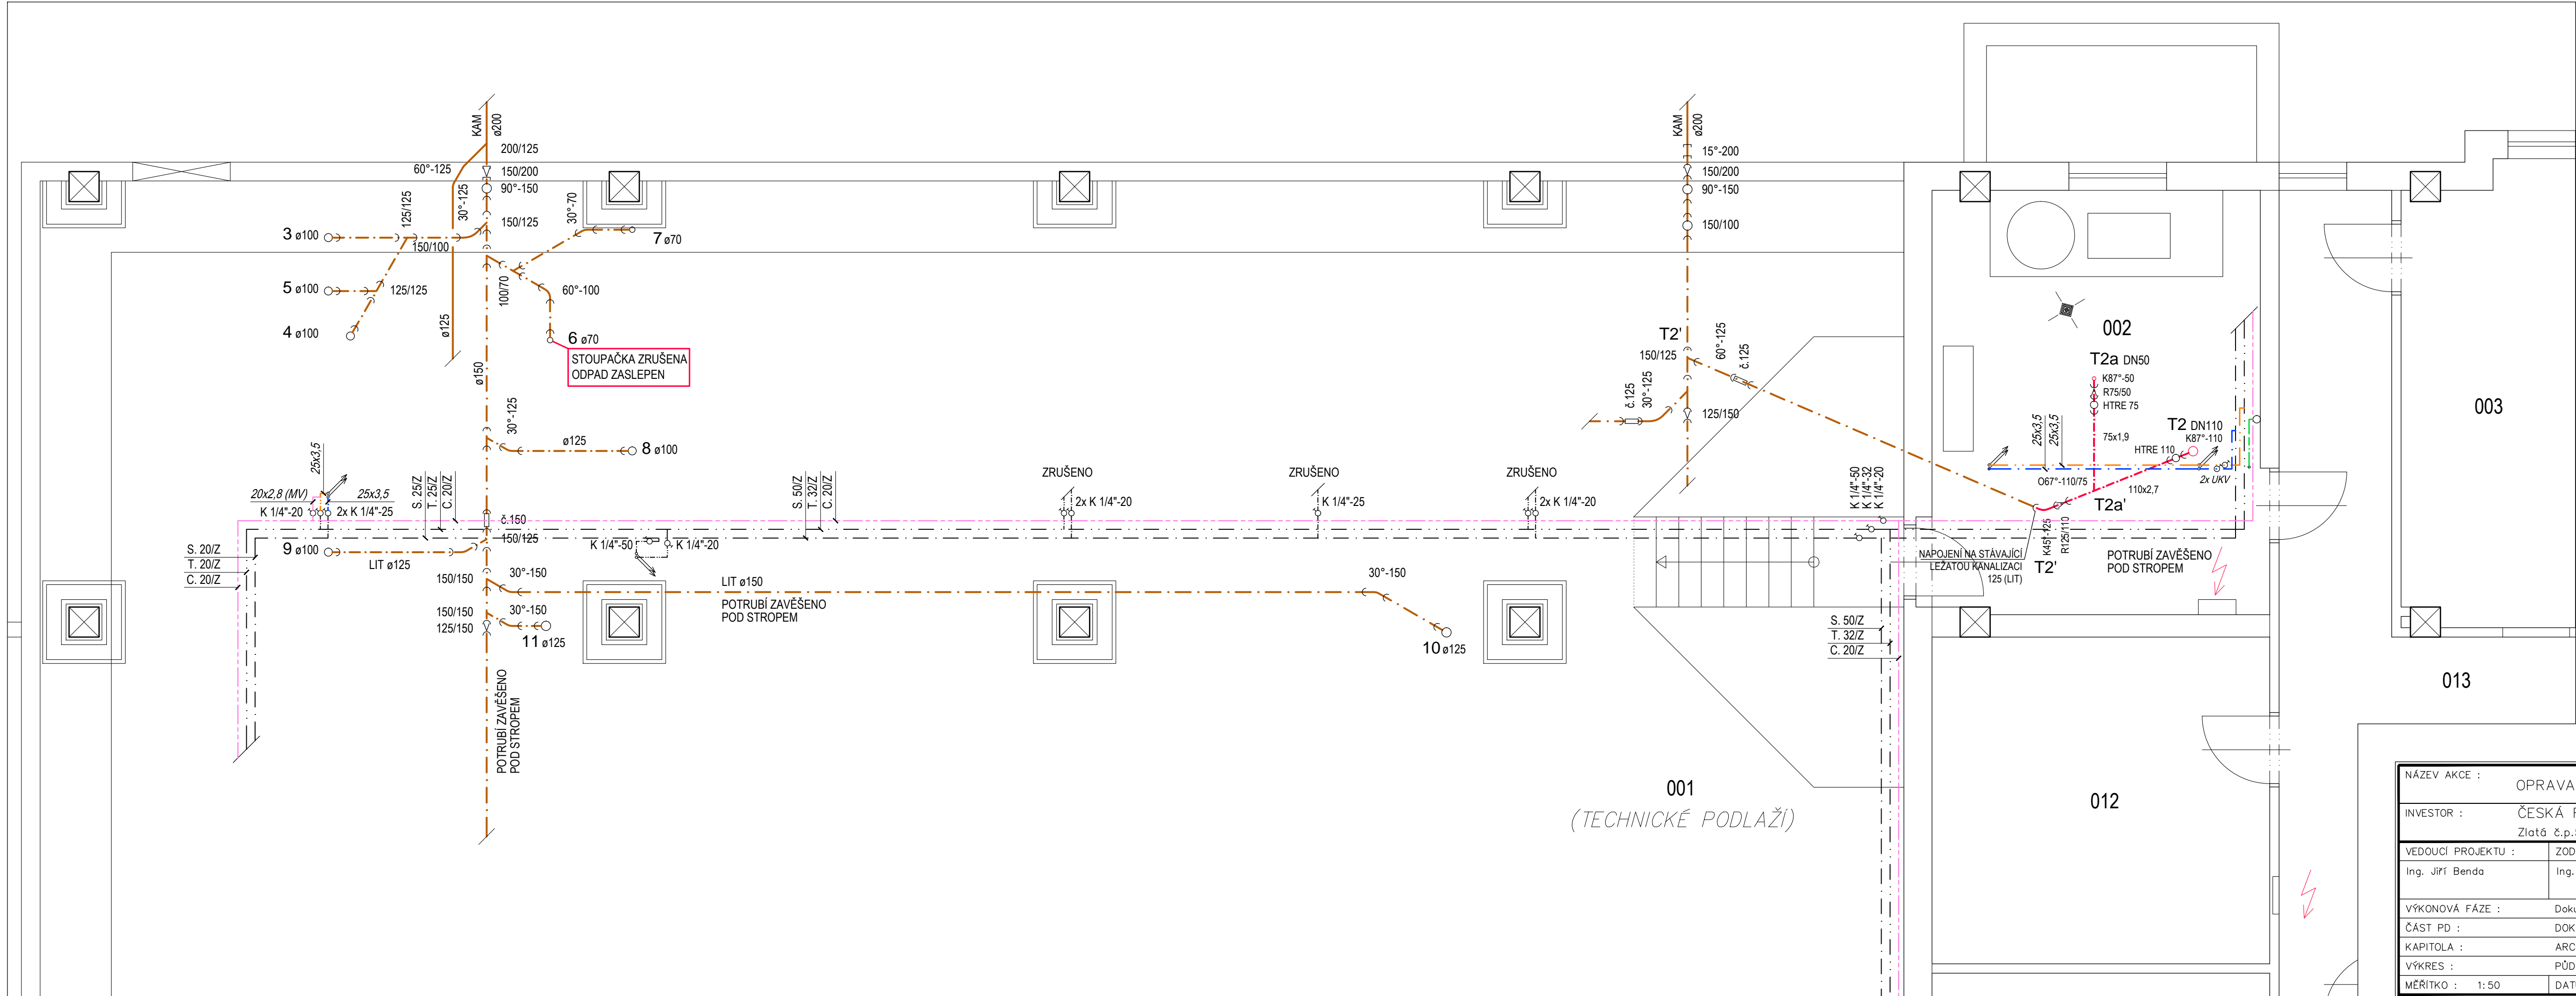 KAM
ø200
200/125
60°-125
150/200
30°-125
90°-150
125/125
150/125
30°-70
3 ø100
150/100
7 ø70
5 ø100
125/125
100/70
60°-100
4 ø100
ø125
6 ø70
STOUPAČKA ZRUŠENA
ODPAD ZASLEPEN
ø150
30°-125
ø125
8 ø100
25x3,5
20x2,8 (MV)
25x3,5
K 1/4"-20
2x K 1/4"-25
S. 25/Z
T. 25/Z
C. 20/Z
č.150
150/125
S. 20/Z
T. 20/Z
C. 20/Z
9 ø100
LIT ø125
K 1/4"-50
K 1/4"-20
150/150
30°-150
LIT ø150
POTRUBÍ ZAVĚŠENO
POD STROPEM
150/150
30°-150
125/150
11 ø125
POTRUBÍ ZAVĚŠENO
POD STROPEM
S. 50/Z
T. 32/Z
C. 20/Z
ZRUŠENO
2x K 1/4"-20
ZRUŠENO
K 1/4"-25
ZRUŠENO
2x K 1/4"-20
30°-150
10 ø125
KAM
ø200
15°-200
150/200
90°-150
150/100
T2'
150/125
60°-125
č.125
č.125
30°-125
125/150
K 1/4"-50
K 1/4"-32
K 1/4"-20
S. 50/Z
T. 32/Z
C. 20/Z
001
(TECHNICKÉ PODLAŽÍ)
002
T2a DN50
K87°-50
R75/50
HTRE 75
25x3,5
25x3,5
75x1,9
T2 DN110
K87°-110
HTRE 110
O67°-110/75
110x2,7
2x UKV
T2a'
K45°-125
R125/110
NAPOJENÍ NA STÁVAJÍCÍ
LEŽATOU KANALIZACI
125 (LIT)
T2'
POTRUBÍ ZAVĚŠENO
POD STROPEM
003
013
012
NÁZEV AKCE :
OPRAVA
INVESTOR :
ČESKÁ
Zlatá č.p.
VEDOUCÍ PROJEKTU :
ZOD
Ing. Jiří Benda
Ing.
VÝKONOVÁ FÁZE :
Doku
ČÁST PD :
DOK
KAPITOLA :
ARC
VÝKRES :
PŮD
MĚŘÍTKO : 1:50
DAT